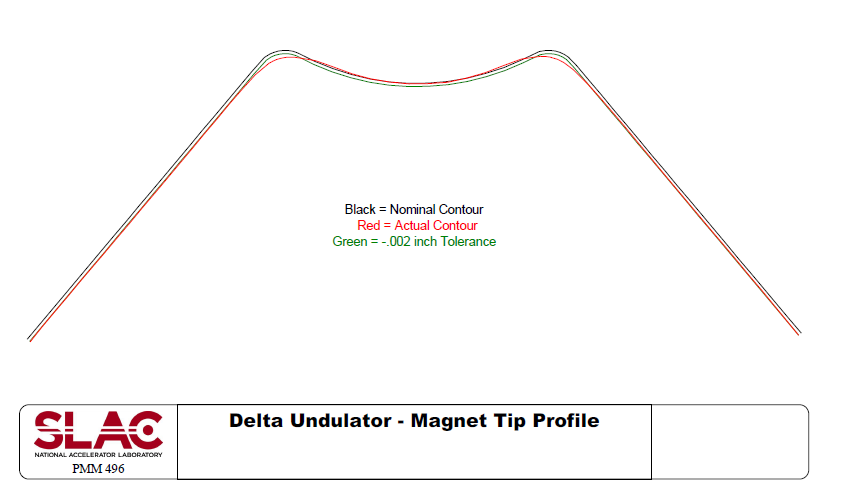 Black = Nominal Contour
Red = Actual Contour
Green = -.002 inch Tolerance
SLAC
NATIONAL ACCELERATOR LABORATORY
PMM 496
Delta Undulator - Magnet Tip Profile